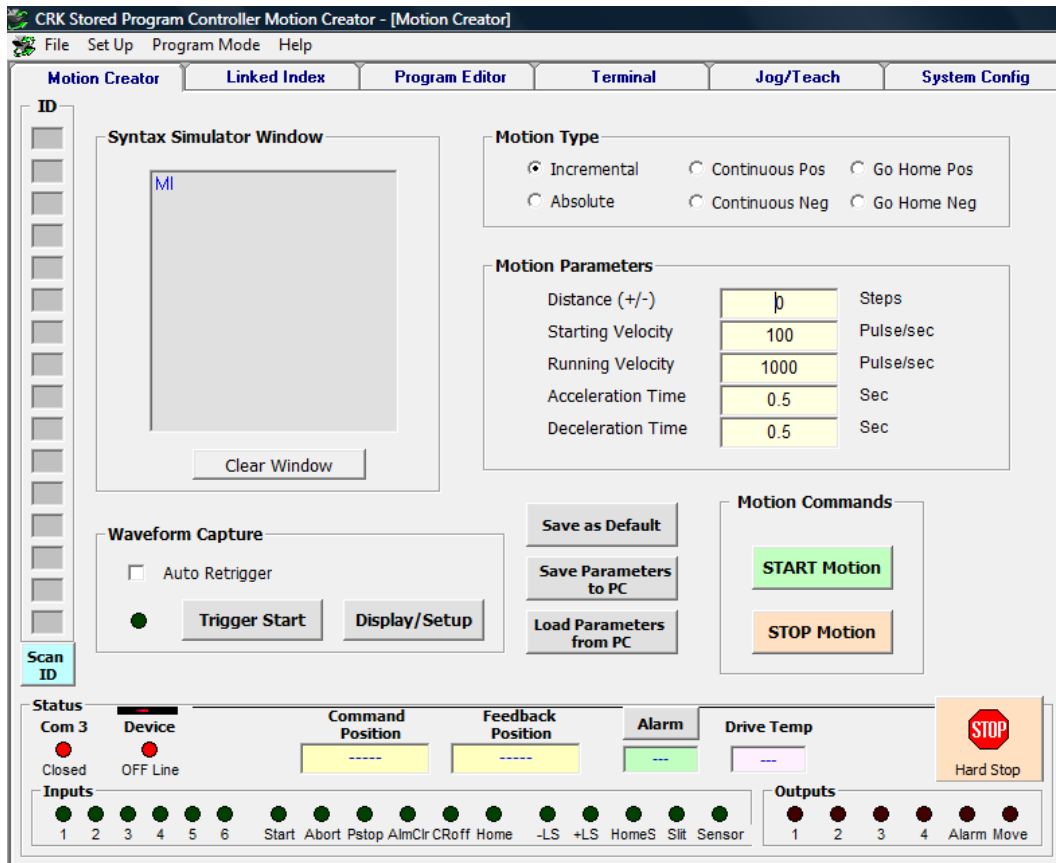 CRK Stored Program Controller Motion Creator - [Motion Creator]
File Set Up Program Mode Help
Motion Creator Linked Index Program Editor Terminal Jog/Teach System Config
ID
Syntax Simulator Window
MI
Clear Window
Motion Type
Incremental Continuous Pos Go Home Pos
Absolute Continuous Neg Go Home Neg
Motion Parameters
Distance (+/-) 0 Steps
Starting Velocity 100 Pulse/sec
Running Velocity 1000 Pulse/sec
Acceleration Time 0.5 Sec
Deceleration Time 0.5 Sec
Waveform Capture
Auto Retrigger
Trigger Start Display/Setup
Save as Default
Save Parameters
to PC
Load Parameters
from PC
Motion Commands
START Motion
STOP Motion
Scan
ID
Status
Com 3 Device
Closed OFF Line
Command
Position
-----
Feedback
Position
-----
Alarm
---
Drive Temp
---
STOP
Hard Stop
Inputs
1 2 3 4 5 6 Start Abort Pstop AlmClr CRoff Home -LS +LS HomeS Slit Sensor
Outputs
1 2 3 4 Alarm Move